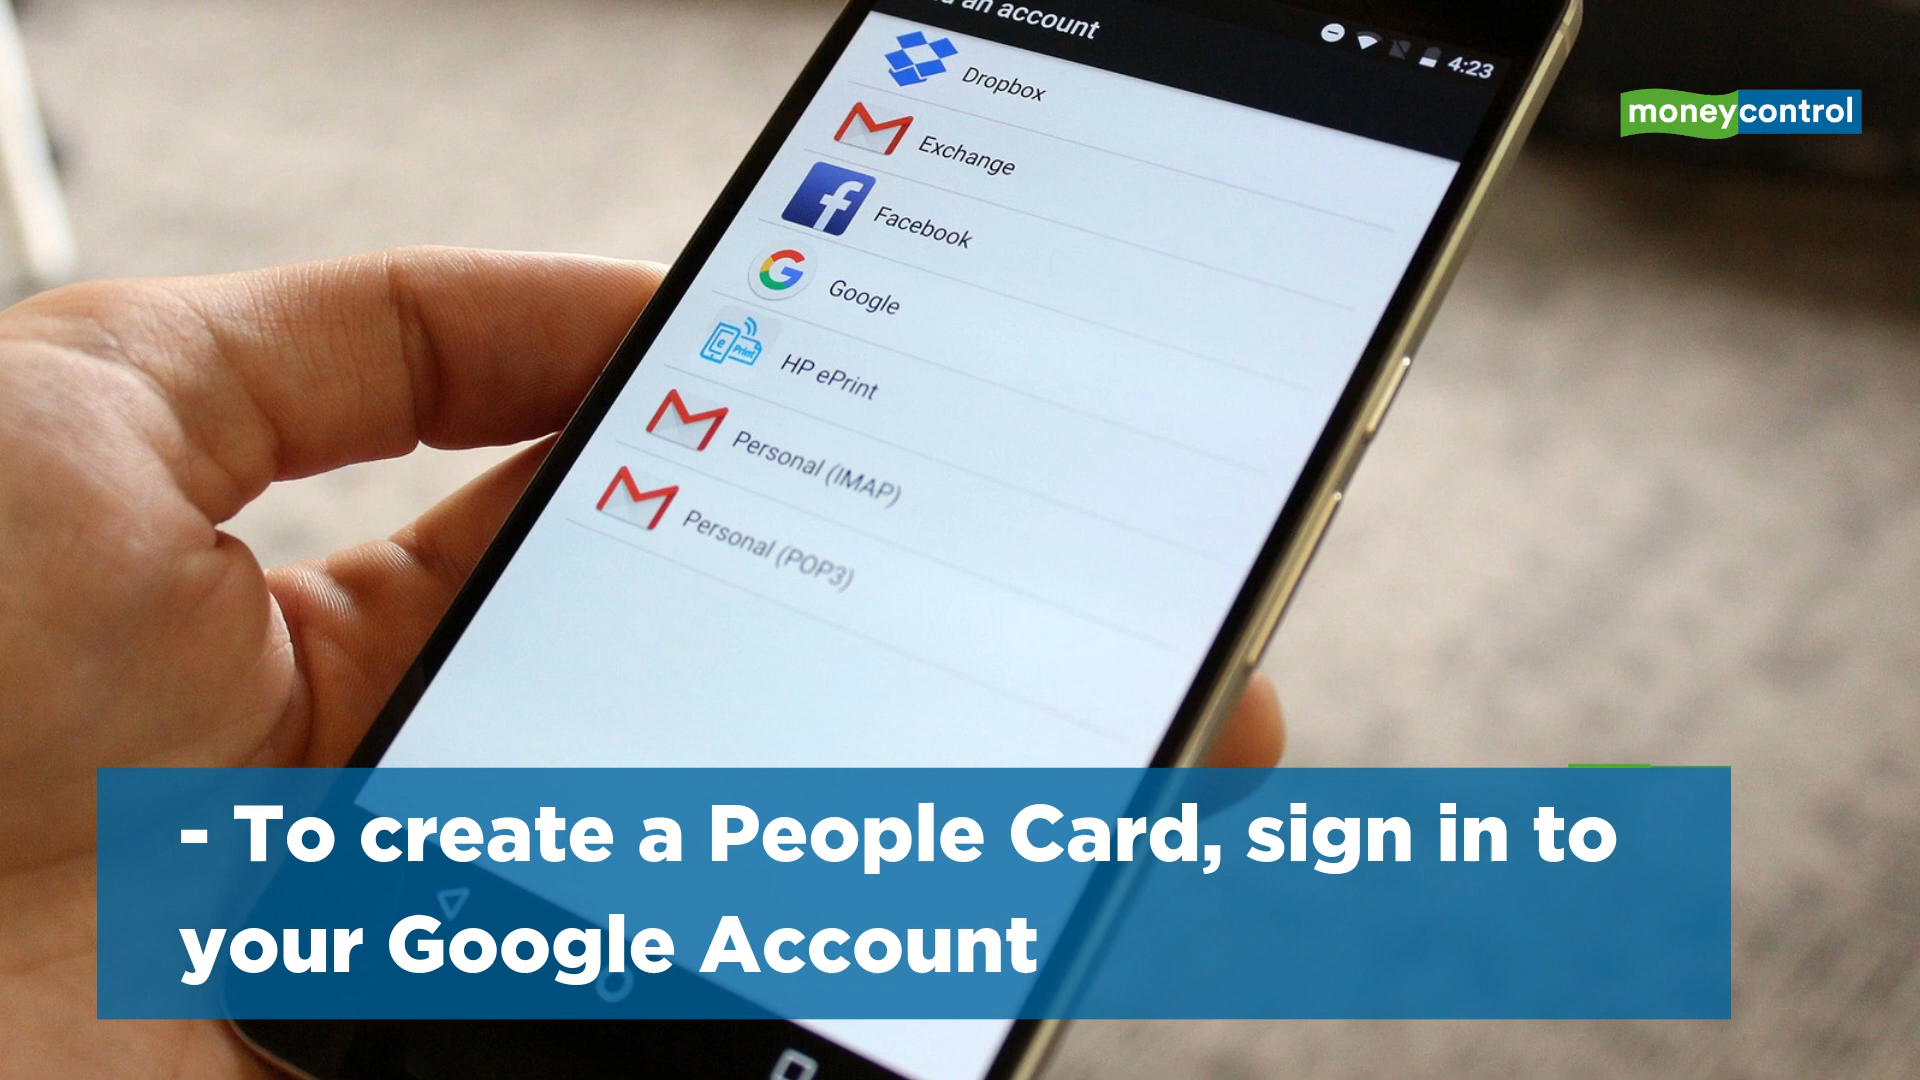 an account
4:23
moneycontrol
Dropbox
Exchange
Facebook
Google
e Print
HP ePrint
Personal (IMAP)
Personal (POP3)
- To create a People Card, sign in to
your Google Account